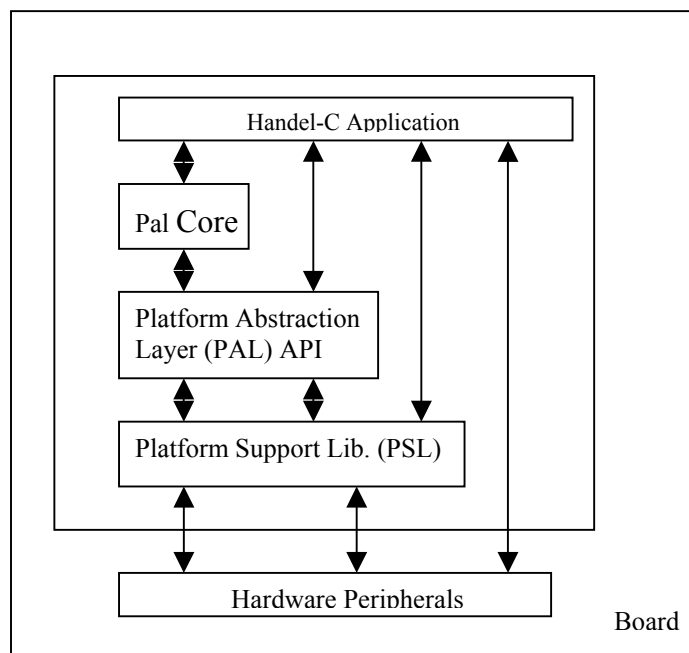 Handel-C Application
Pal Core
Platform Abstraction
Layer (PAL) API
Platform Support Lib. (PSL)
Hardware Peripherals
Board